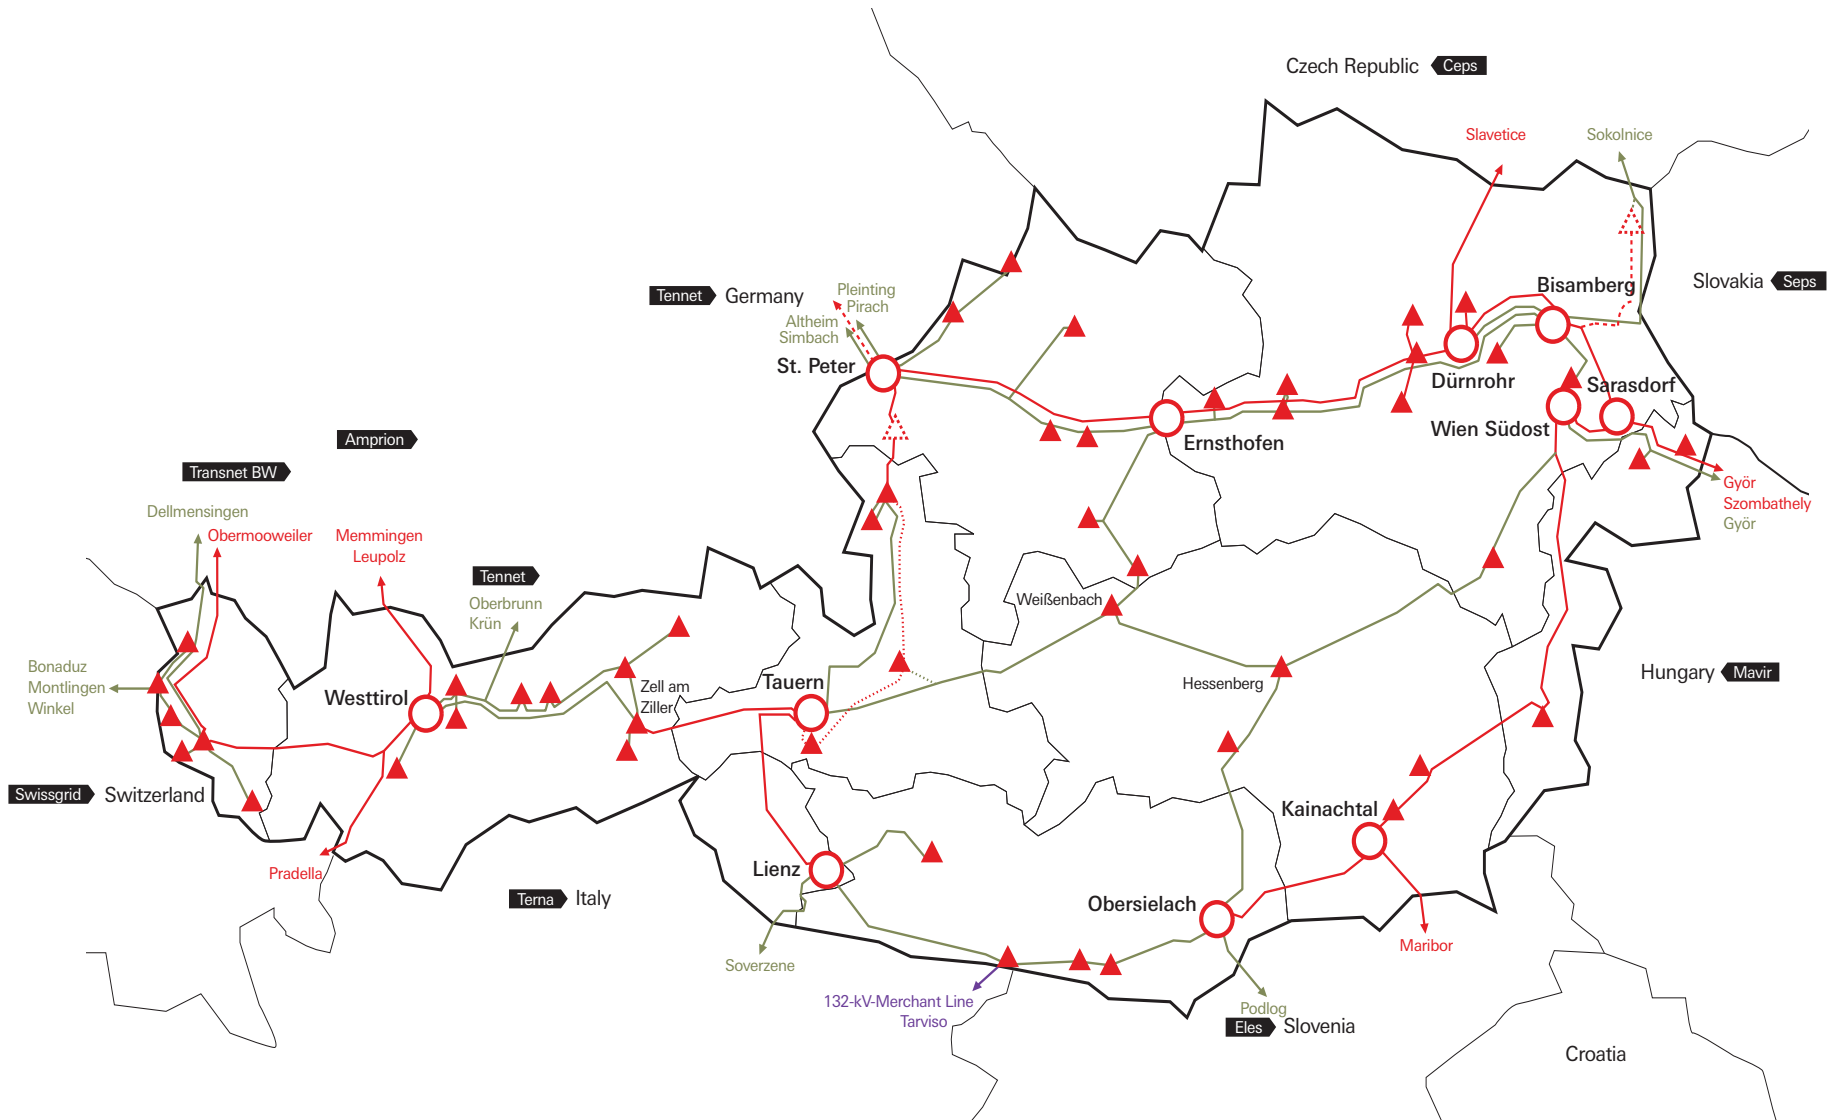 Czech Republic Ceps
Slavetice
Sokolnice
Bisamberg
Slovakia Seps
Tennet Germany
Pleinting
Pirach
Altheim
Simbach
St. Peter
Dürnrohr
Sarasdorf
Wien Südost
Ernsthofen
Amprion
Transnet BW
Györ
Szombathely
Györ
Dellmensingen
Obermooweiler
Memmingen
Leupolz
Tennet
Oberbrunn
Krün
Weißenbach
Bonaduz
Montlingen
Winkel
Westtirol
Zell am
Ziller
Tauern
Hessenberg
Hungary Mavir
Swissgrid Switzerland
Kainachtal
Pradella
Lienz
Terna Italy
Obersielach
Maribor
Soverzene
132-kV-Merchant Line
Tarviso
Podlog
Eles Slovenia
Croatia